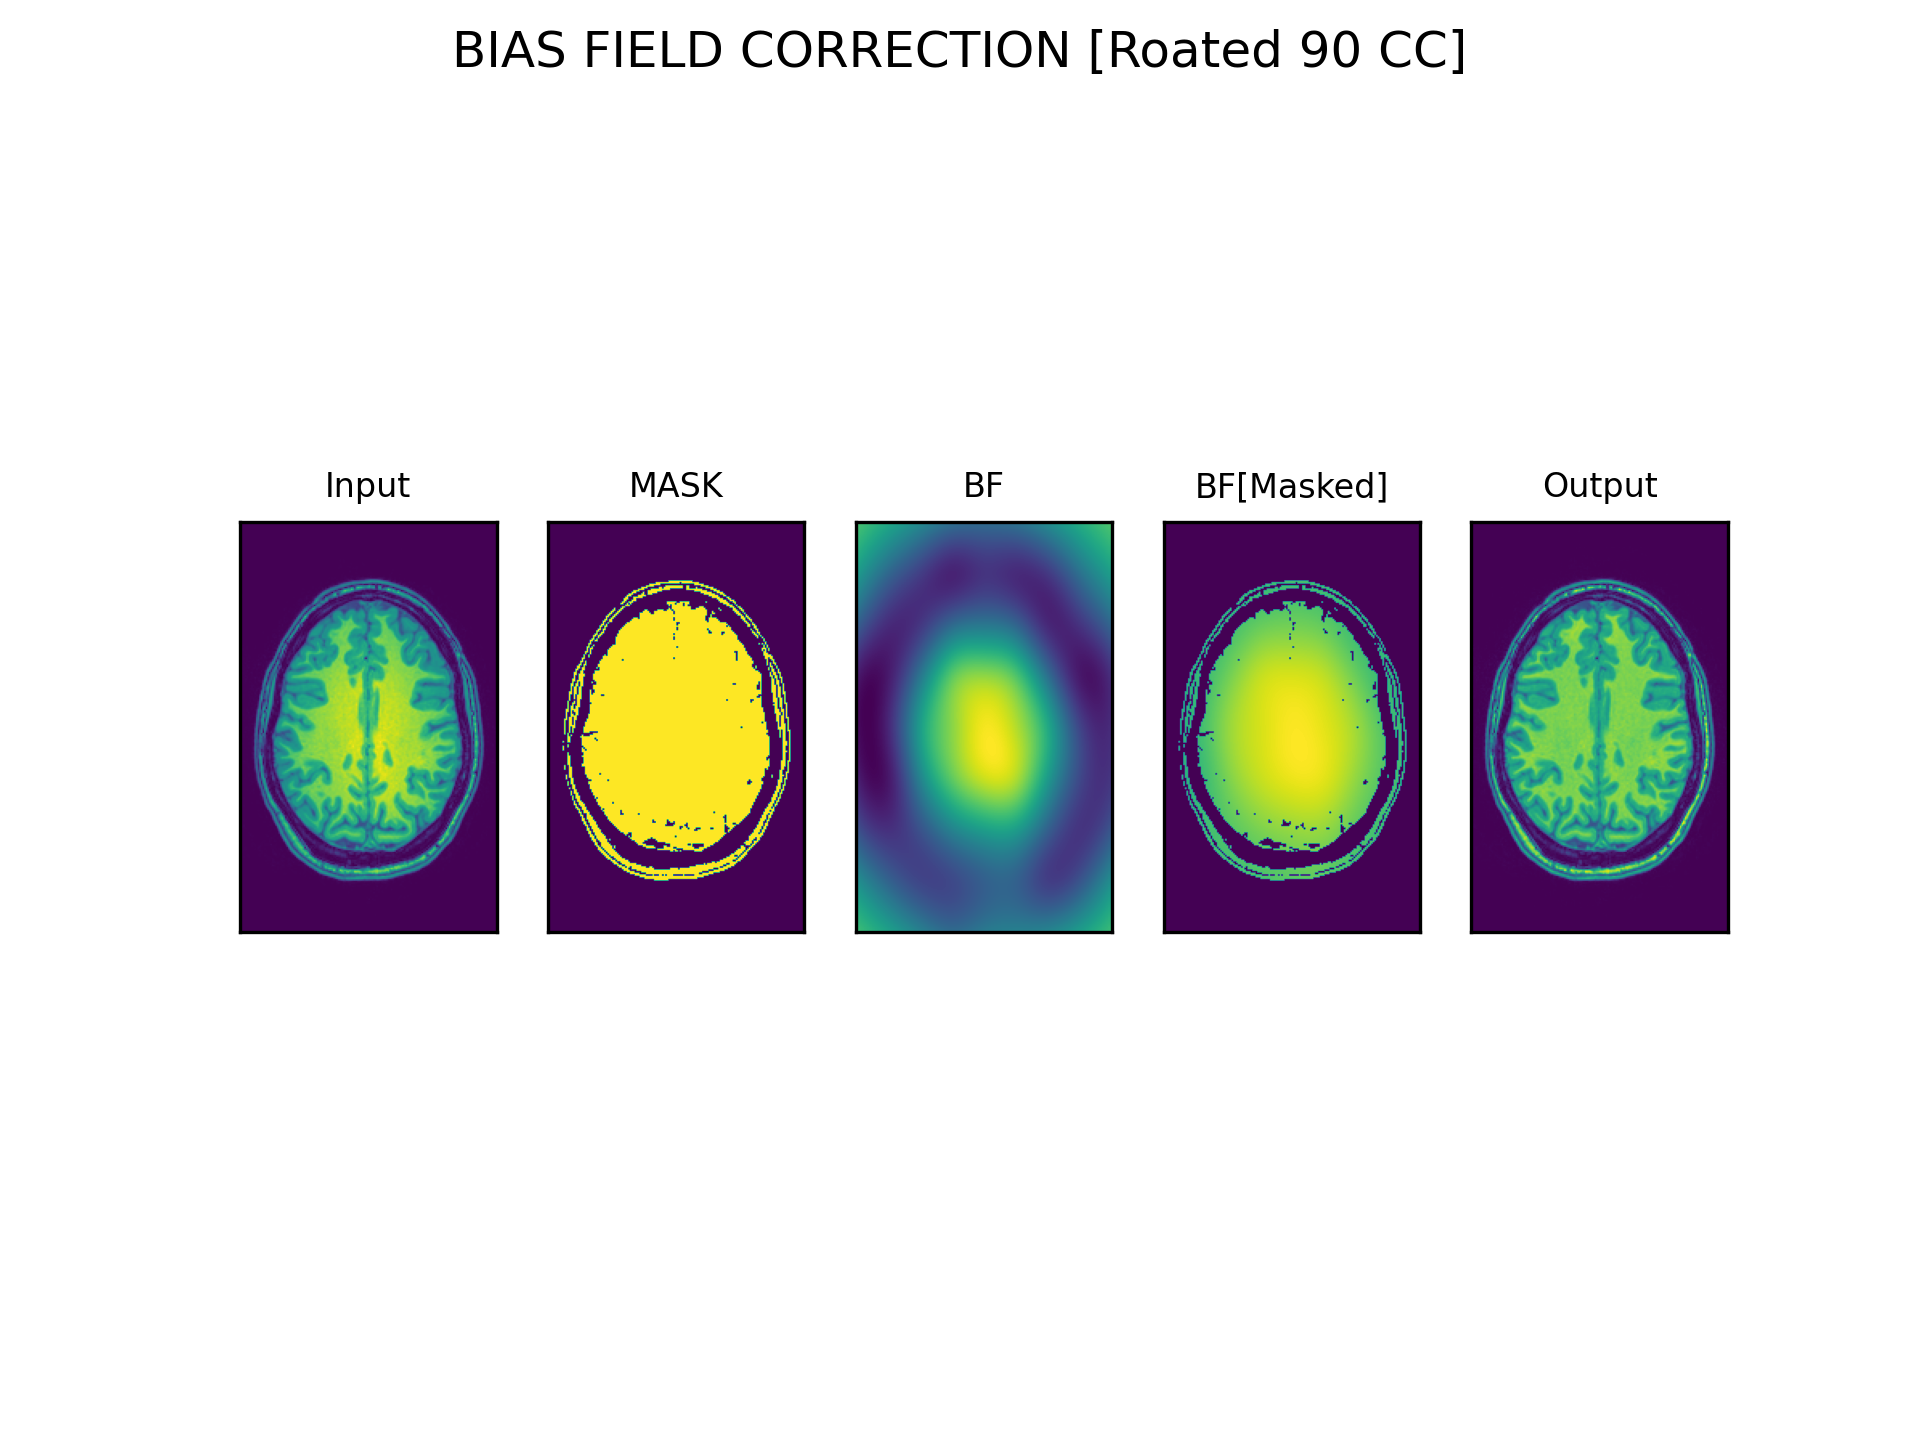 BIAS FIELD CORRECTION [Roated 90 CC]
Input
MASK
BF
BF[Masked]
Output